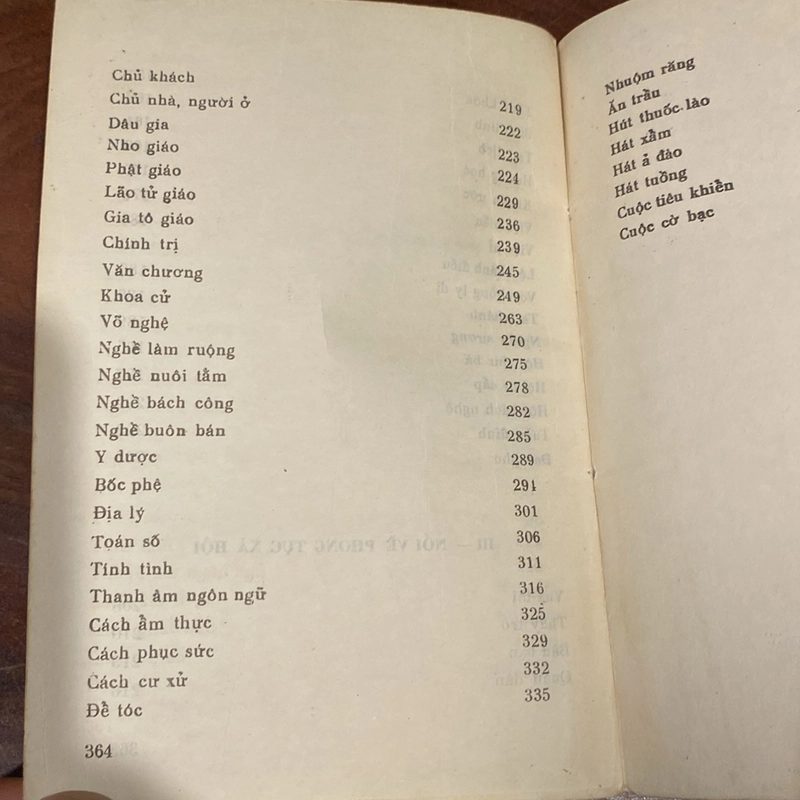 Chủ khách 219
Chủ nhà, người ở 222
Dâu gia 223
Nho giáo 224
Phật giáo 229
Lão tử giáo 236
Gia tô giáo 239
Chính trị 245
Văn chương 249
Khoa cử 263
Võ nghệ 270
Nghề làm ruộng 275
Nghề nuôi tằm 278
Nghề bách công 282
Nghề buôn bán 285
Y dược 289
Bốc phệ 291
Địa lý 301
Toán số 306
Tính tình 311
Thanh âm ngôn ngữ 316
Cách ẩm thực 325
Cách phục sức 329
Cách cư xử 332
Để tóc 335
364
Nhuộm răng
Ăn trầu
Hút thuốc lào
Hát xẩm
Hát ả đào
Hát tuồng
Cuộc tiêu khiển
Cuộc cờ bạc